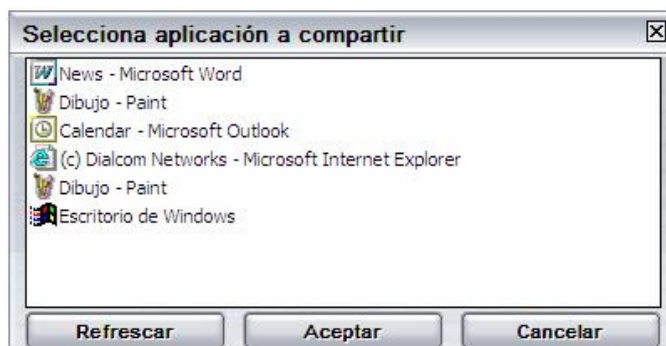 Selecciona aplicación a compartir
News - Microsoft Word
Dibujo - Paint
Calendar - Microsoft Outlook
(c) Dialcom Networks - Microsoft Internet Explorer
Dibujo - Paint
Escritorio de Windows
Refrescar Aceptar Cancelar